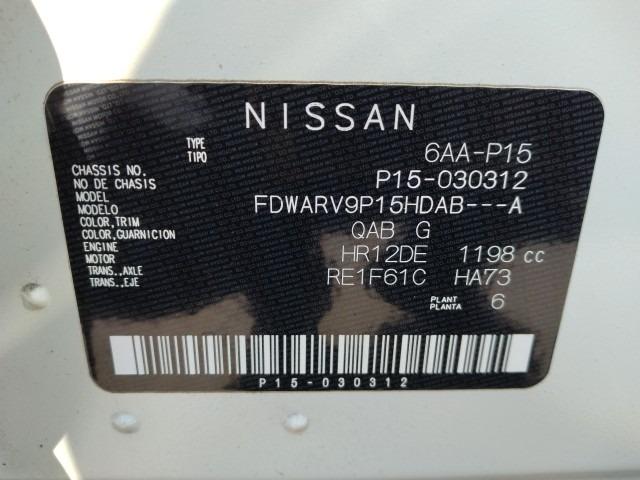 NISSAN
TYPE
TIPO 6AA-P15
CHASSIS NO.
NO DE CHASIS P15-030312
MODEL
MODELO FDWARV9P15HDAB---A
COLOR,TRIM
COLOR,GUARNICION QAB G
ENGINE
MOTOR HR12DE 1198 cc
TRANS.,AXLE
TRANS.,EJE RE1F61C HA73
PLANT
PLANTA 6
P15-030312